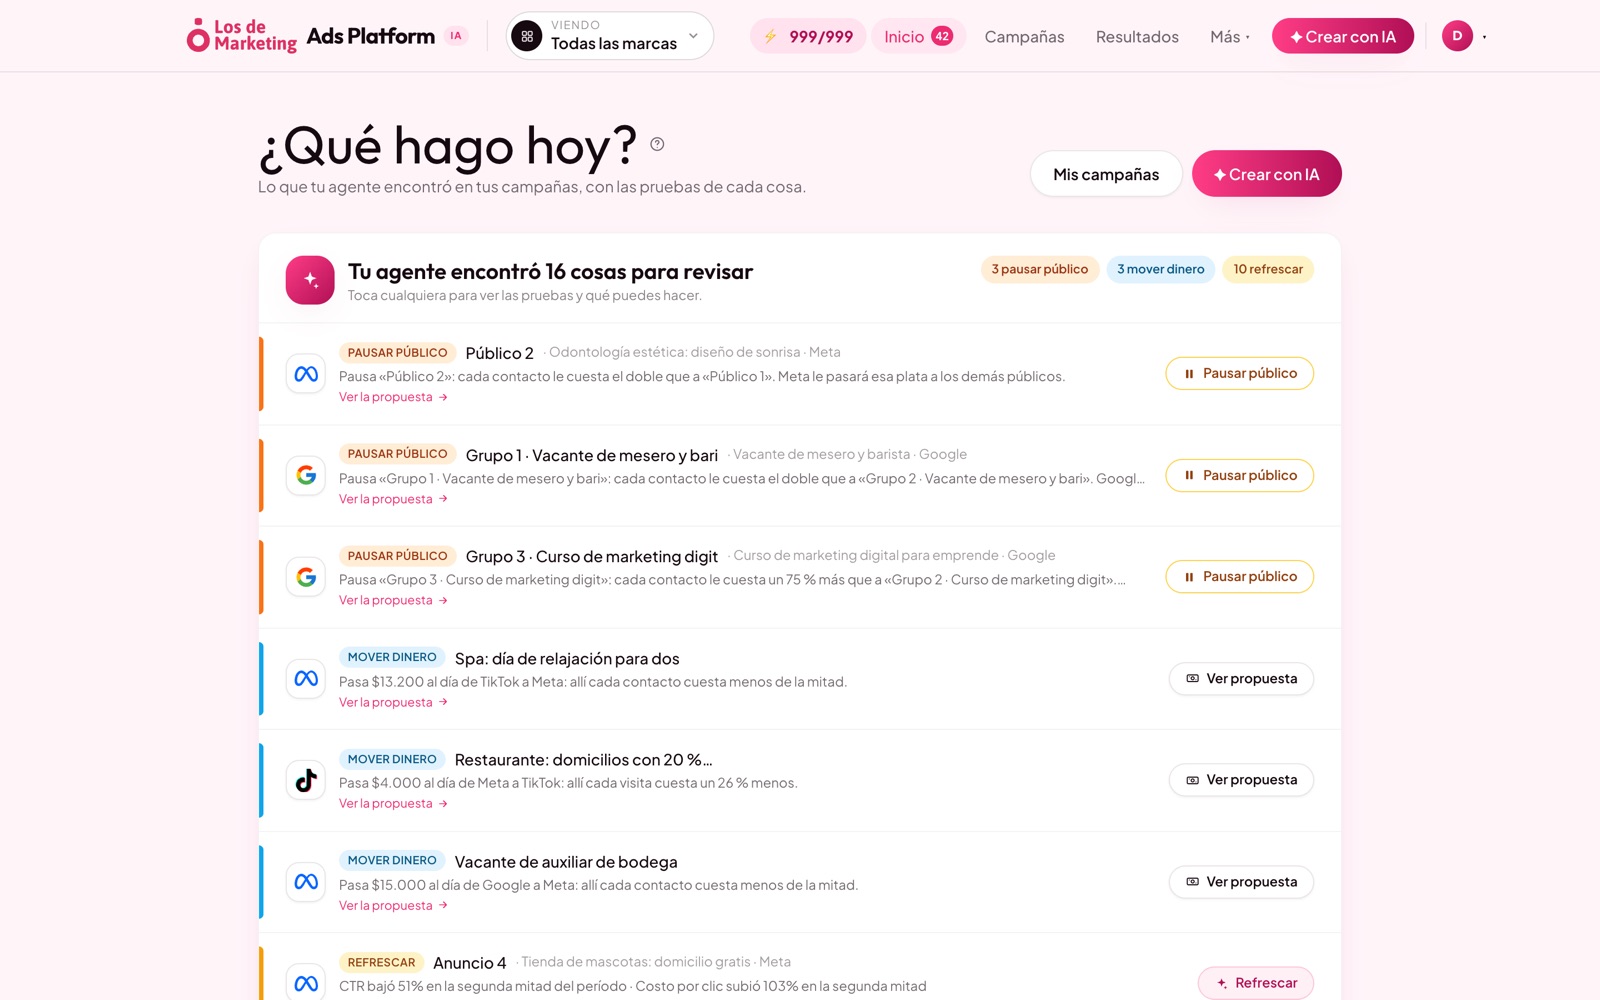 Los de Marketing Ads Platform IA
VIENDO
Todas las marcas
999/999
Inicio 42
Campañas
Resultados
Más
Crear con IA
D
¿Qué hago hoy?
Lo que tu agente encontró en tus campañas, con las pruebas de cada cosa.
Mis campañas
Crear con IA
Tu agente encontró 16 cosas para revisar
Toca cualquiera para ver las pruebas y qué puedes hacer.
3 pausar público
3 mover dinero
10 refrescar
PAUSAR PÚBLICO Público 2 · Odontología estética: diseño de sonrisa · Meta
Pausa «Público 2»: cada contacto le cuesta el doble que a «Público 1». Meta le pasará esa plata a los demás públicos.
Ver la propuesta →
Pausar público
PAUSAR PÚBLICO Grupo 1 · Vacante de mesero y bari · Vacante de mesero y barista · Google
Pausa «Grupo 1 · Vacante de mesero y bari»: cada contacto le cuesta el doble que a «Grupo 2 · Vacante de mesero y bari». Googl...
Ver la propuesta →
Pausar público
PAUSAR PÚBLICO Grupo 3 · Curso de marketing digit · Curso de marketing digital para emprende · Google
Pausa «Grupo 3 · Curso de marketing digit»: cada contacto le cuesta un 75 % más que a «Grupo 2 · Curso de marketing digit»....
Ver la propuesta →
Pausar público
MOVER DINERO Spa: día de relajación para dos
Pasa $13.200 al día de TikTok a Meta: allí cada contacto cuesta menos de la mitad.
Ver la propuesta →
Ver propuesta
MOVER DINERO Restaurante: domicilios con 20 %...
Pasa $4.000 al día de Meta a TikTok: allí cada visita cuesta un 26 % menos.
Ver la propuesta →
Ver propuesta
MOVER DINERO Vacante de auxiliar de bodega
Pasa $15.000 al día de Google a Meta: allí cada contacto cuesta menos de la mitad.
Ver la propuesta →
Ver propuesta
REFRESCAR Anuncio 4 · Tienda de mascotas: domicilio gratis · Meta
CTR bajó 51% en la segunda mitad del período · Costo por clic subió 103% en la segunda mitad
Refrescar